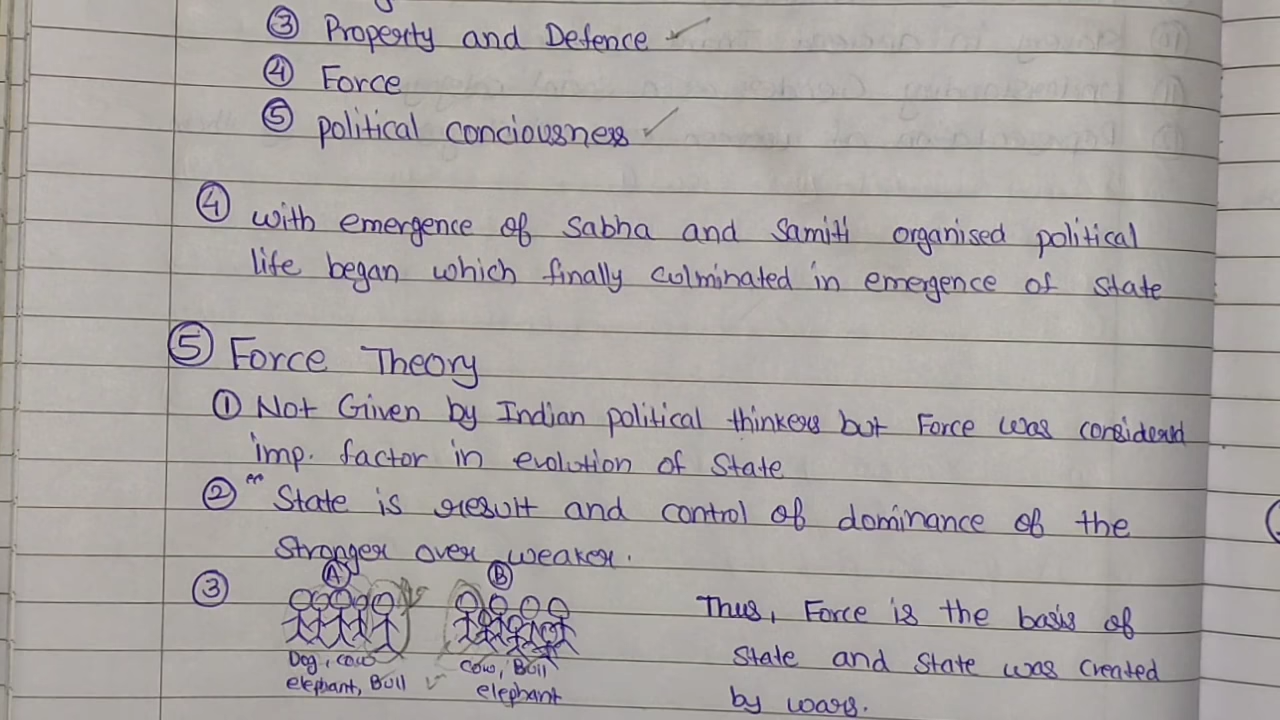 ③ Property and Defence ✓
④ Force
⑤ political conciousness ✓
④ with emergence of Sabha and Samiti organised political
life began which finally culminated in emergence of State
⑤ Force Theory
① Not Given by Indian political thinkers but Force was considered
imp. factor in evolution of State
② State is result and control of dominance of the
Stronger over weaker.
③ Ⓐ Ⓑ
Thus, Force is the basis of
State and State was created
by wars.
Dog, cow
elephant, Bull
Cow, Bull
elephant